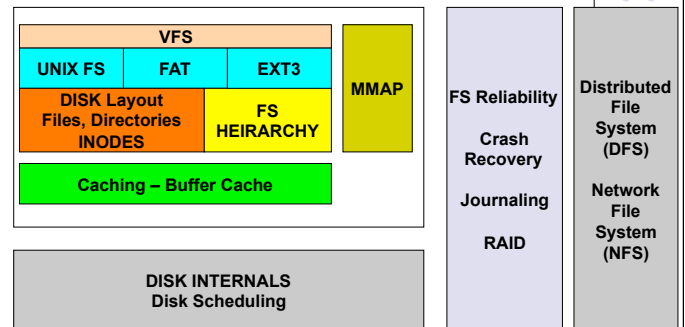 VFS
UNIX FS
FAT
EXT3
DISK Layout
Files, Directories
INODES
FS
HEIRARCHY
MMAP
Caching – Buffer Cache
DISK INTERNALS
Disk Scheduling
FS Reliability
Crash
Recovery
Journaling
RAID
Distributed
File
System
(DFS)
Network
File
System
(NFS)